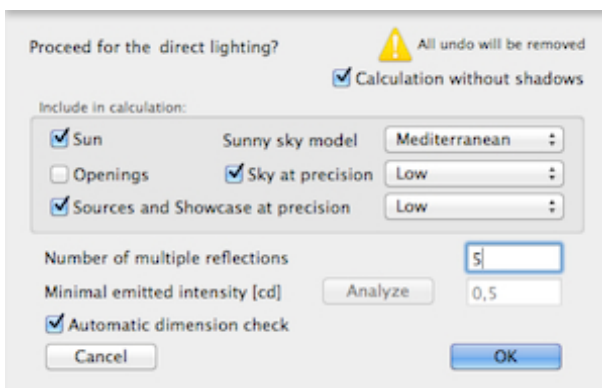 Proceed for the direct lighting? All undo will be removed
Calculation without shadows
Include in calculation:
Sun Sunny sky model Mediterranean
Openings Sky at precision Low
Sources and Showcase at precision Low
Number of multiple reflections 5
Minimal emitted intensity [cd] Analyze 0,5
Automatic dimension check
Cancel OK